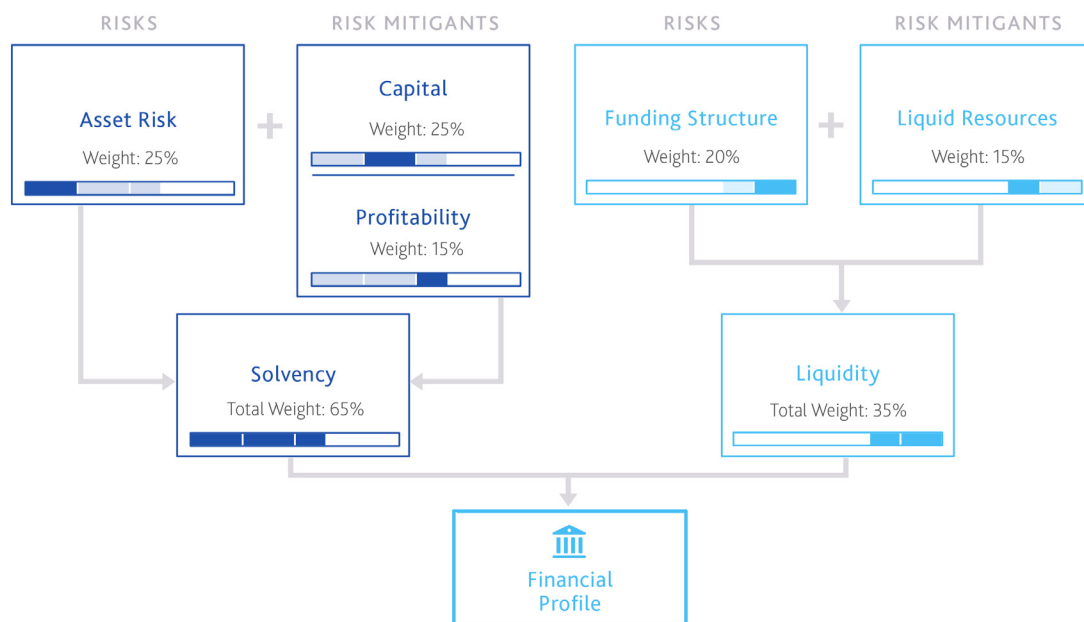 RISKS
RISK MITIGANTS
RISKS
RISK MITIGANTS
Asset Risk
Weight: 25%
Capital
Weight: 25%
Profitability
Weight: 15%
Funding Structure
Weight: 20%
Liquid Resources
Weight: 15%
Solvency
Total Weight: 65%
Liquidity
Total Weight: 35%
Financial
Profile